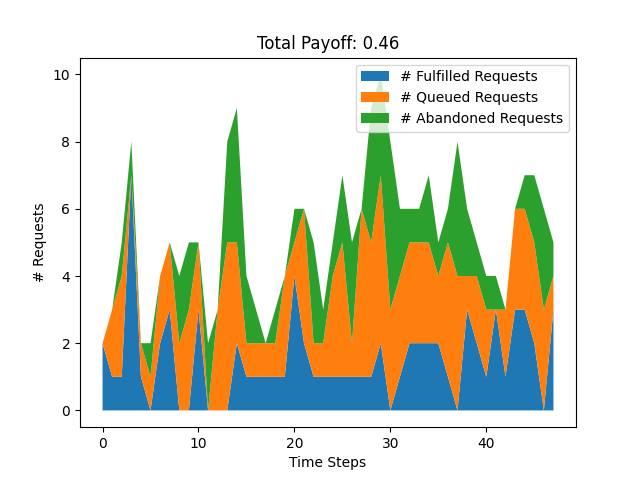 Total Payoff: 0.46
# Fulfilled Requests
# Queued Requests
# Abandoned Requests
# Requests
10
8
6
4
2
0
0 10 20 30 40
Time Steps